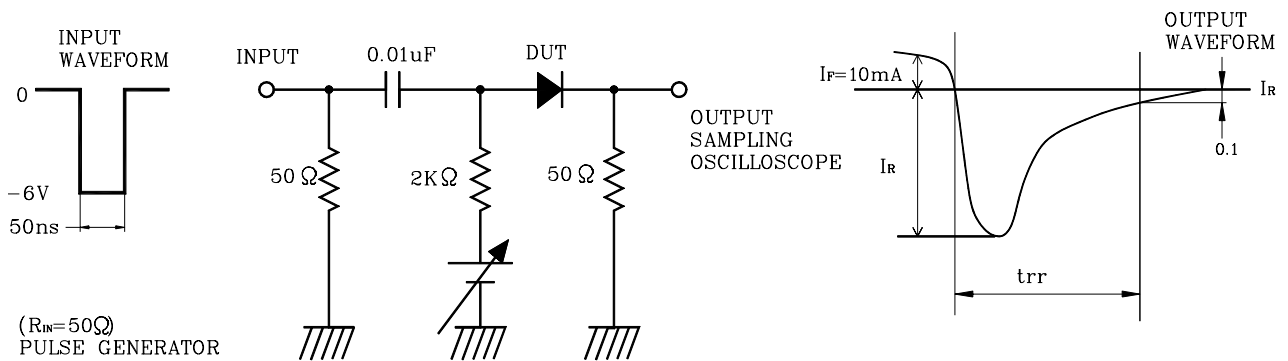 INPUT
WAVEFORM
0
-6V
50ns
(RIN=50Ω)
PULSE GENERATOR
INPUT
0.01uF
DUT
50Ω
2KΩ
50Ω
OUTPUT
SAMPLING
OSCILLOSCOPE
IF=10mA
IR
trr
OUTPUT
WAVEFORM
IR
0.1